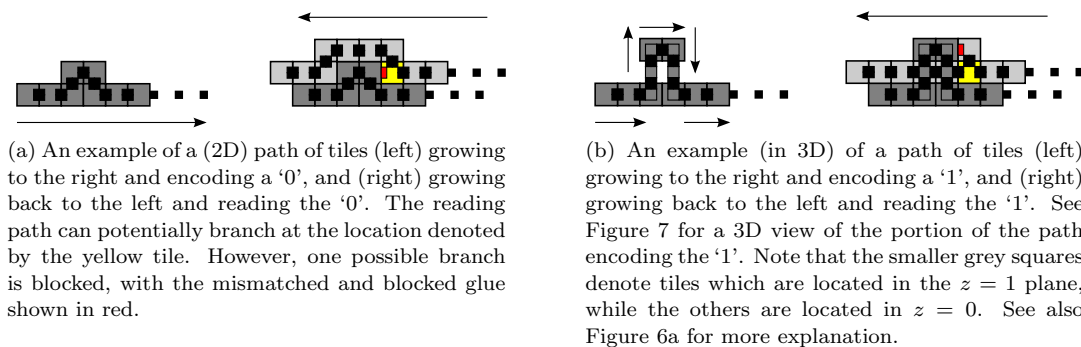 (a) An example of a (2D) path of tiles (left) growing
to the right and encoding a ‘0’, and (right) growing
back to the left and reading the ‘0’. The reading
path can potentially branch at the location denoted
by the yellow tile. However, one possible branch
is blocked, with the mismatched and blocked glue
shown in red.
(b) An example (in 3D) of a path of tiles (left)
growing to the right and encoding a ‘1’, and (right)
growing back to the left and reading the ‘1’. See
Figure 7 for a 3D view of the portion of the path
encoding the ‘1’. Note that the smaller grey squares
denote tiles which are located in the z = 1 plane,
while the others are located in z = 0. See also
Figure 6a for more explanation.